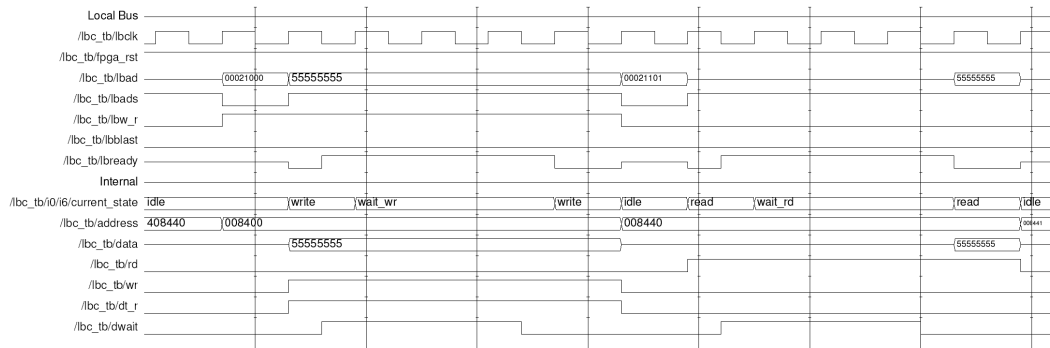 Local Bus
/lbc_tb/lbclk
/lbc_tb/fpga_rst
/lbc_tb/lbad 00021000 55555555 00021101 55555555
/lbc_tb/lbads
/lbc_tb/lbw_r
/lbc_tb/lbblast
/lbc_tb/lbready
Internal
/lbc_tb/i0/i6/current_state idle write wait_wr write idle read wait_rd read idle
/lbc_tb/address 408440 008400 008440 008441
/lbc_tb/data 55555555 55555555
/lbc_tb/rd
/lbc_tb/wr
/lbc_tb/dt_r
/lbc_tb/dwait